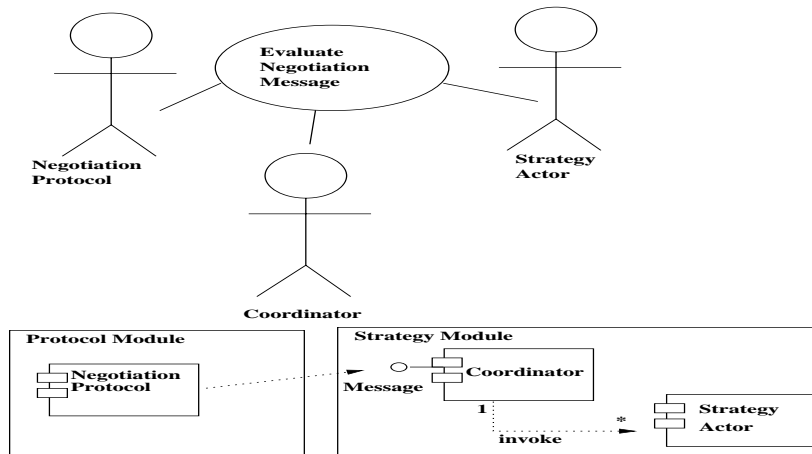 Evaluate
Negotiation
Message
Negotiation
Protocol
Strategy
Actor
Coordinator
Protocol Module
Negotiation
Protocol
Strategy Module
Message
Coordinator
1
*
invoke
Strategy
Actor